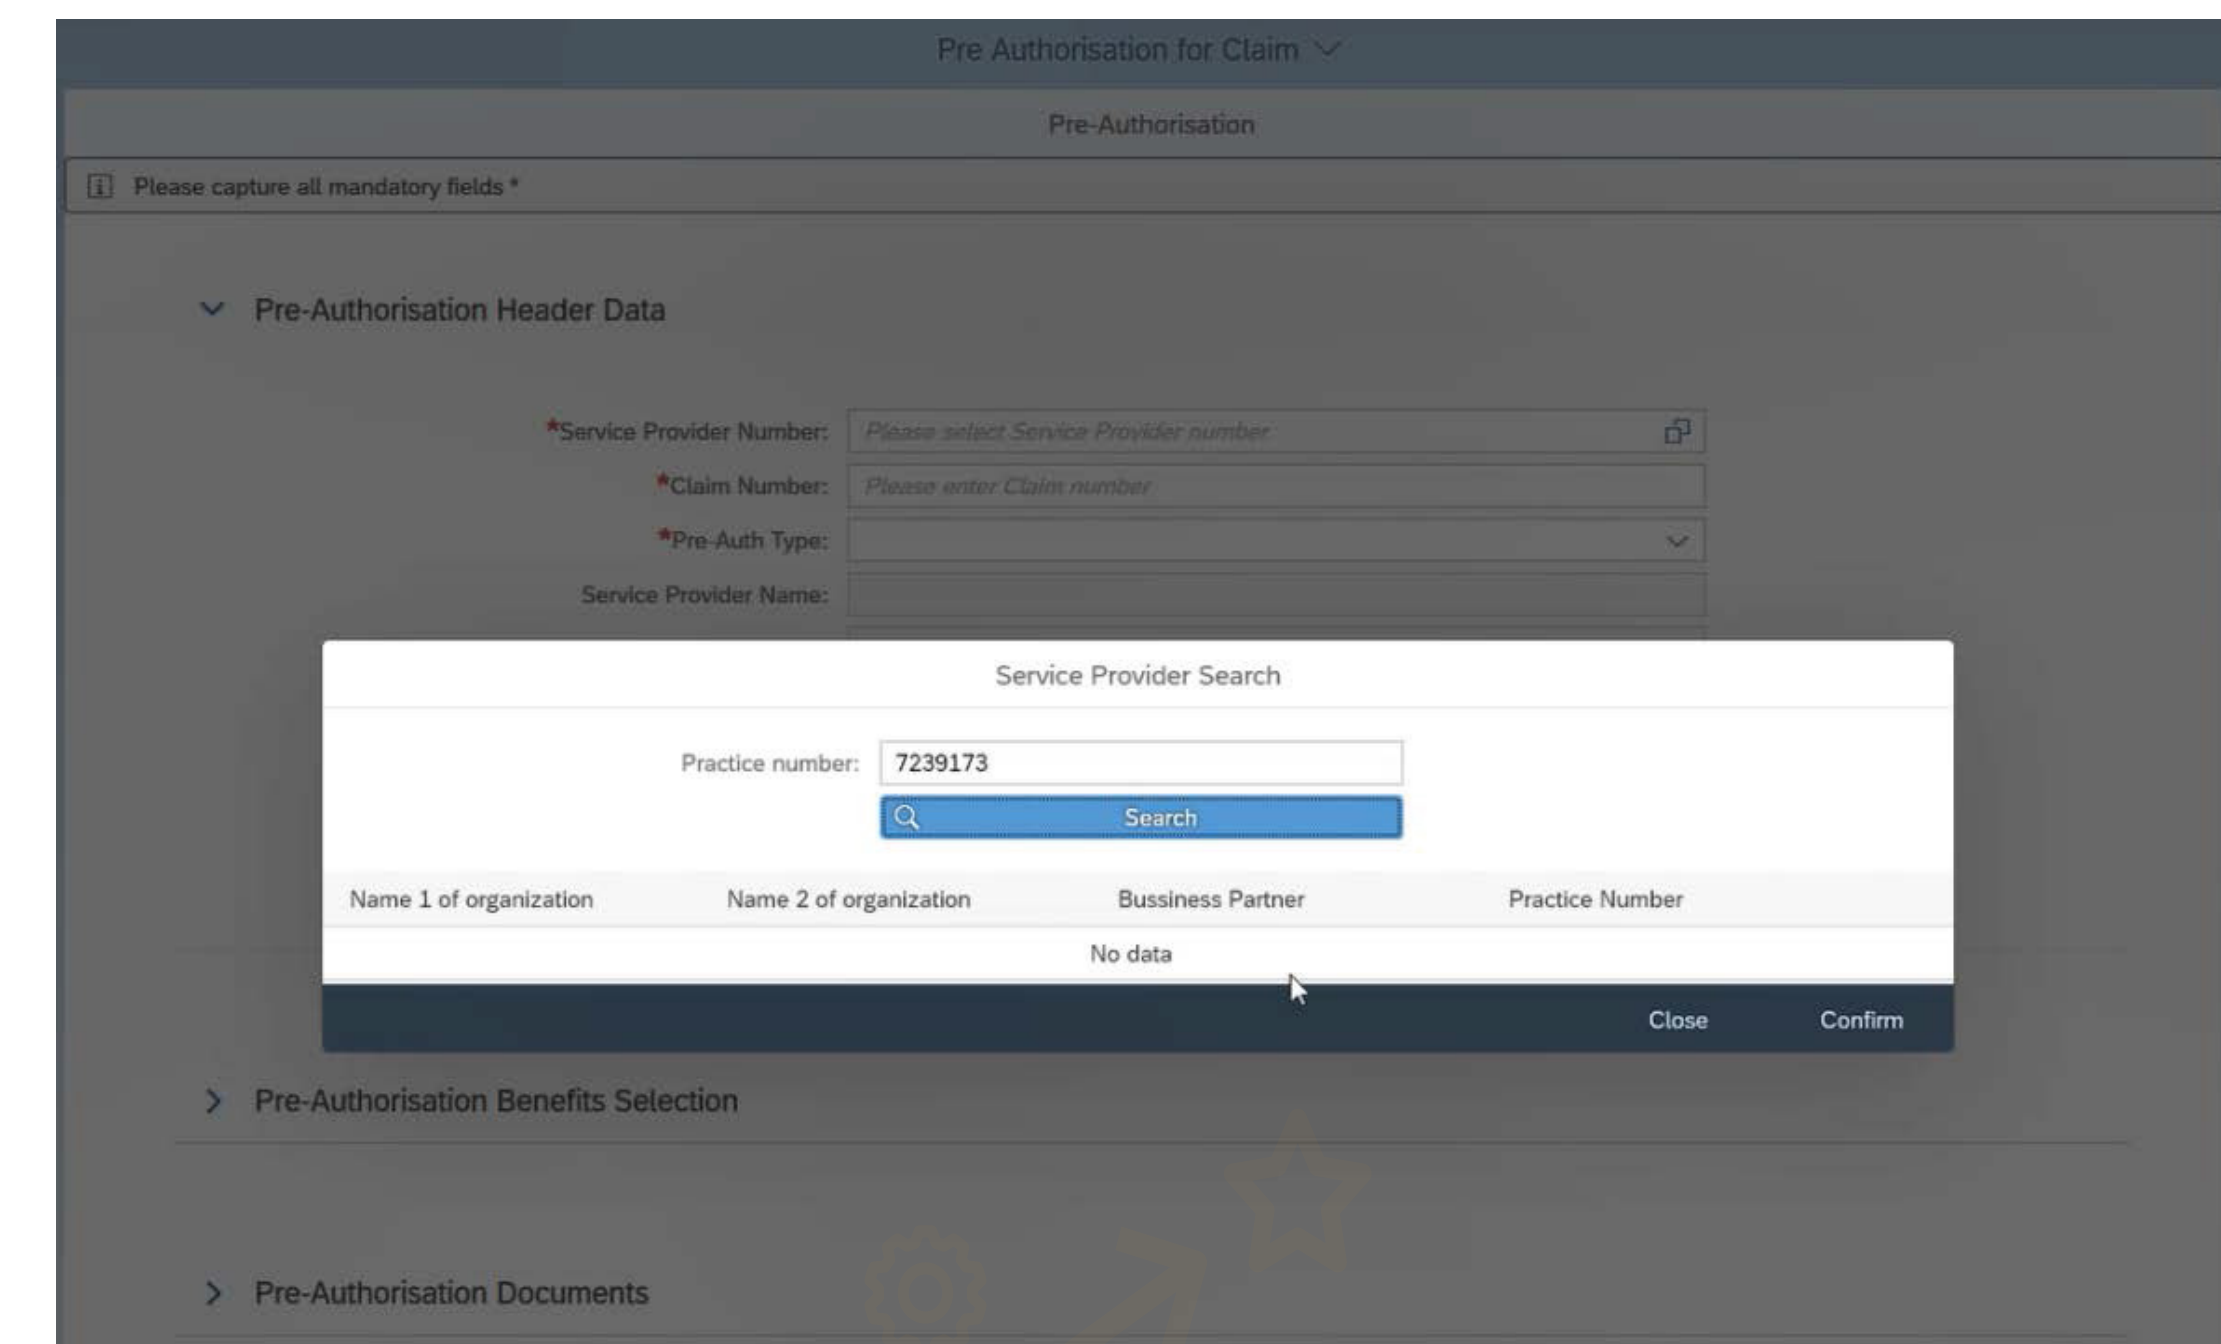 Pre Authorisation for Claim
Pre-Authorisation
Please capture all mandatory fields *
Pre-Authorisation Header Data
*Service Provider Number: Please select Service Provider number
*Claim Number: Please enter Claim number
*Pre-Auth Type:
Service Provider Name:
Service Provider Search
Practice number: 7239173
Search
Name 1 of organization Name 2 of organization Bussiness Partner Practice Number
No data
Close Confirm
Pre-Authorisation Benefits Selection
Pre-Authorisation Documents